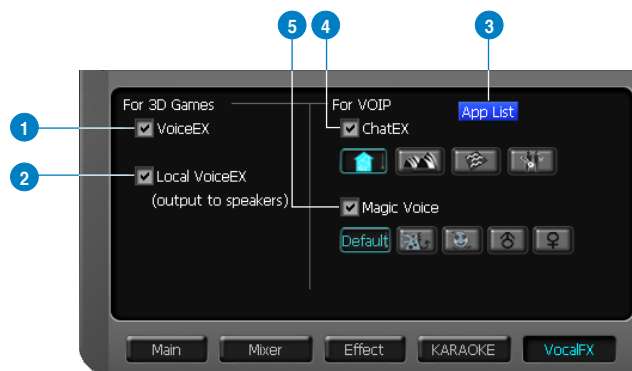 5 4 3
For 3D Games For VOIP
App List
1 VoiceEX ChatEX
2 Local VoiceEX
(output to speakers)
Magic Voice
Default
Main Mixer Effect KARAOKE VocalFX